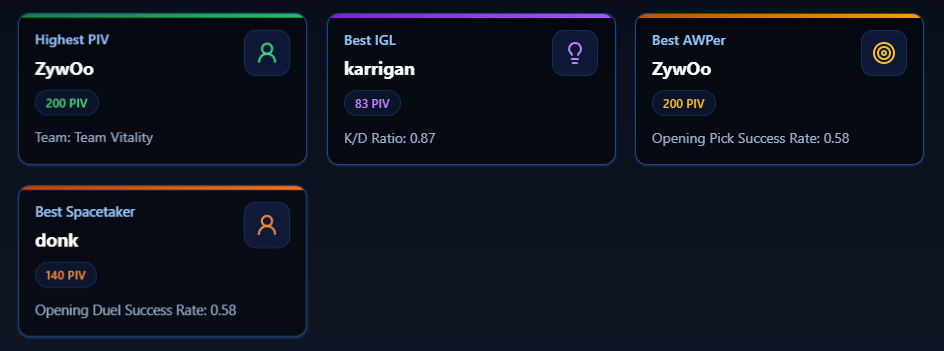 Highest PIV
ZywOo
200 PIV
Team: Team Vitality
Best IGL
karrigan
83 PIV
K/D Ratio: 0.87
Best AWPer
ZywOo
200 PIV
Opening Pick Success Rate: 0.58
Best Spacetaker
donk
140 PIV
Opening Duel Success Rate: 0.58